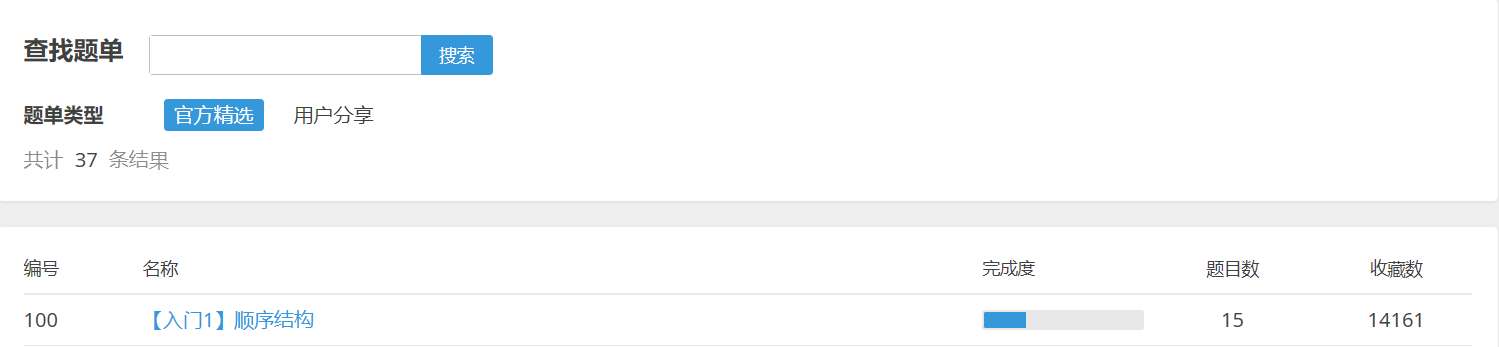 查找题单 搜索
题单类型 官方精选 用户分享
共计 37 条结果
编号 名称 完成度 题目数 收藏数
100 【入门1】顺序结构 15 14161